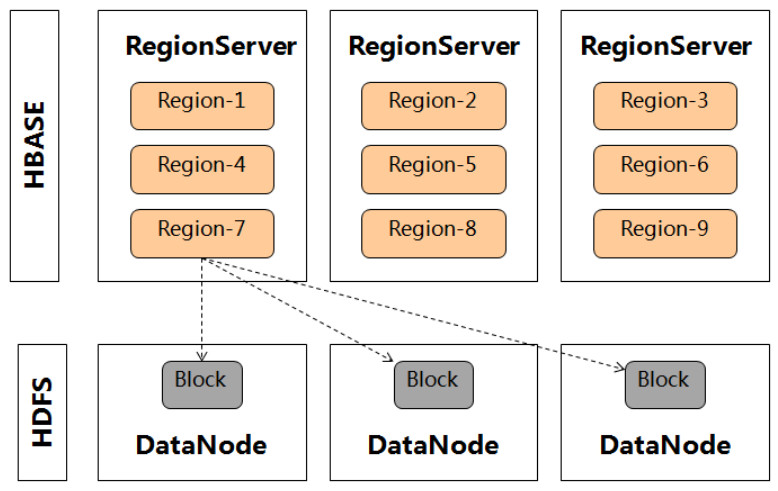 HBASE
RegionServer
Region-1
Region-4
Region-7
RegionServer
Region-2
Region-5
Region-8
RegionServer
Region-3
Region-6
Region-9
HDFS
Block
DataNode
Block
DataNode
Block
DataNode